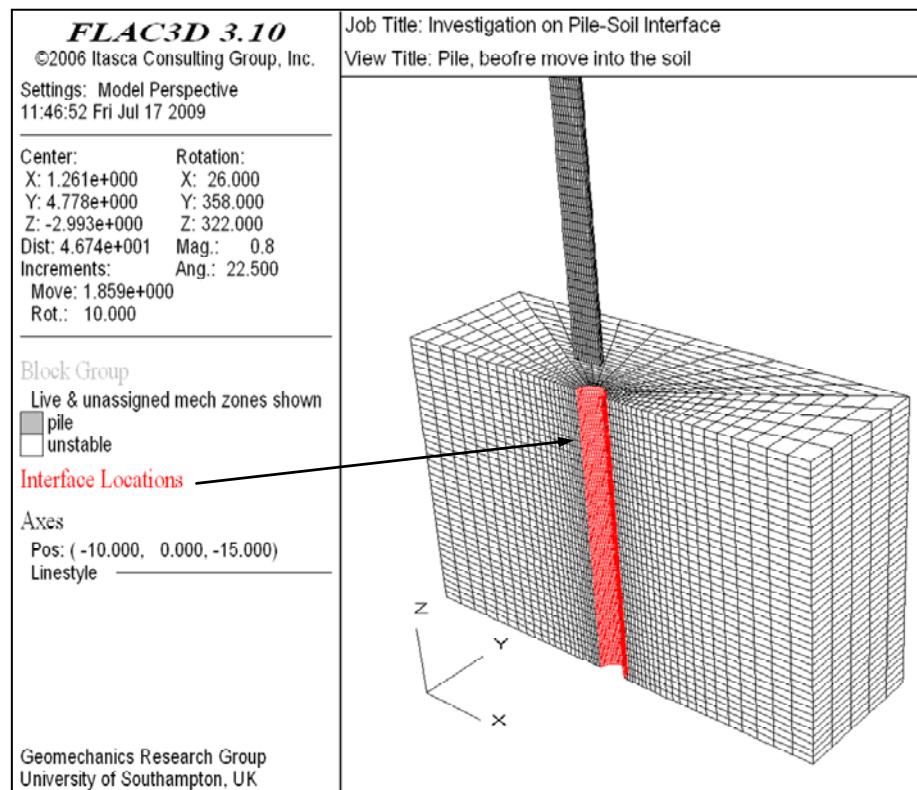 FLAC3D 3.10
©2006 Itasca Consulting Group, Inc.
Settings: Model Perspective
11:46:52 Fri Jul 17 2009
Center: Rotation:
X: 1.261e+000 X: 26.000
Y: 4.778e+000 Y: 358.000
Z: -2.993e+000 Z: 322.000
Dist: 4.674e+001 Mag.: 0.8
Increments: Ang.: 22.500
Move: 1.859e+000
Rot.: 10.000
Block Group
Live & unassigned mech zones shown
pile
unstable
Interface Locations
Axes
Pos: ( -10.000, 0.000, -15.000)
Linestyle
Geomechanics Research Group
University of Southampton, UK
Job Title: Investigation on Pile-Soil Interface
View Title: Pile, beofre move into the soil
Z
Y
X